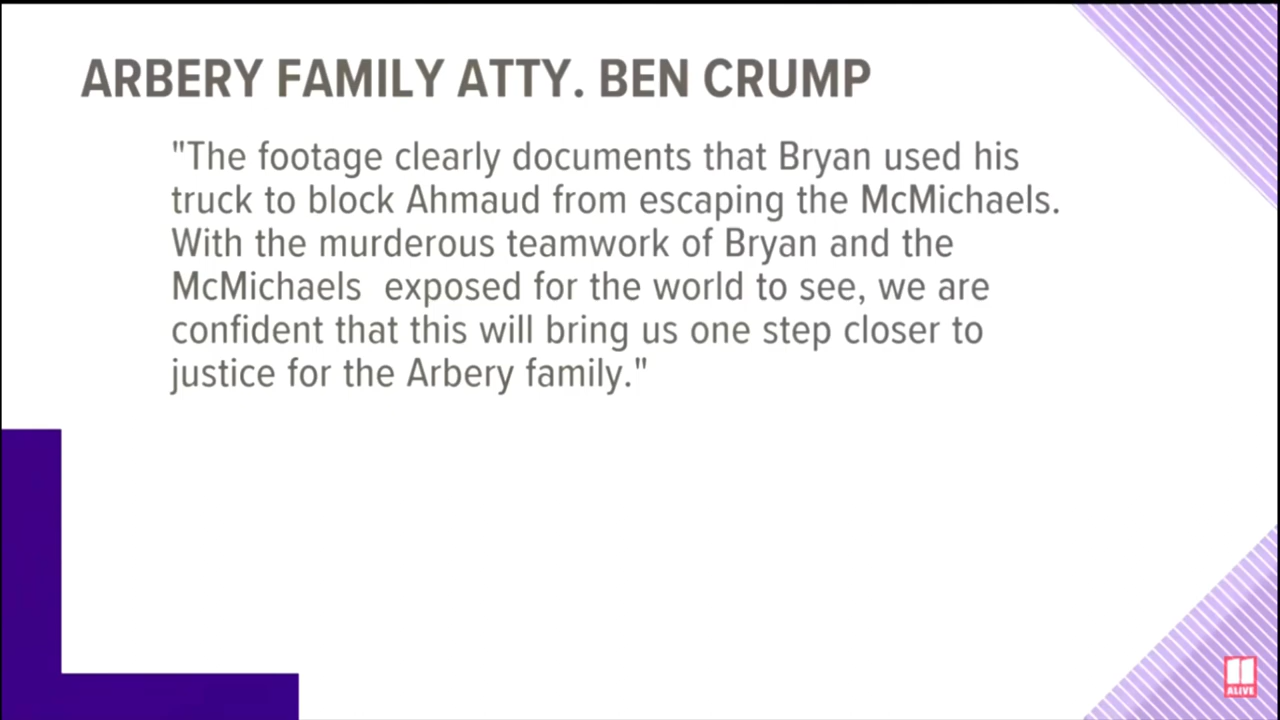 ARBERY FAMILY ATTY. BEN CRUMP
"The footage clearly documents that Bryan used his
truck to block Ahmaud from escaping the McMichaels.
With the murderous teamwork of Bryan and the
McMichaels  exposed for the world to see, we are
confident that this will bring us one step closer to
justice for the Arbery family."
11
ALIVE